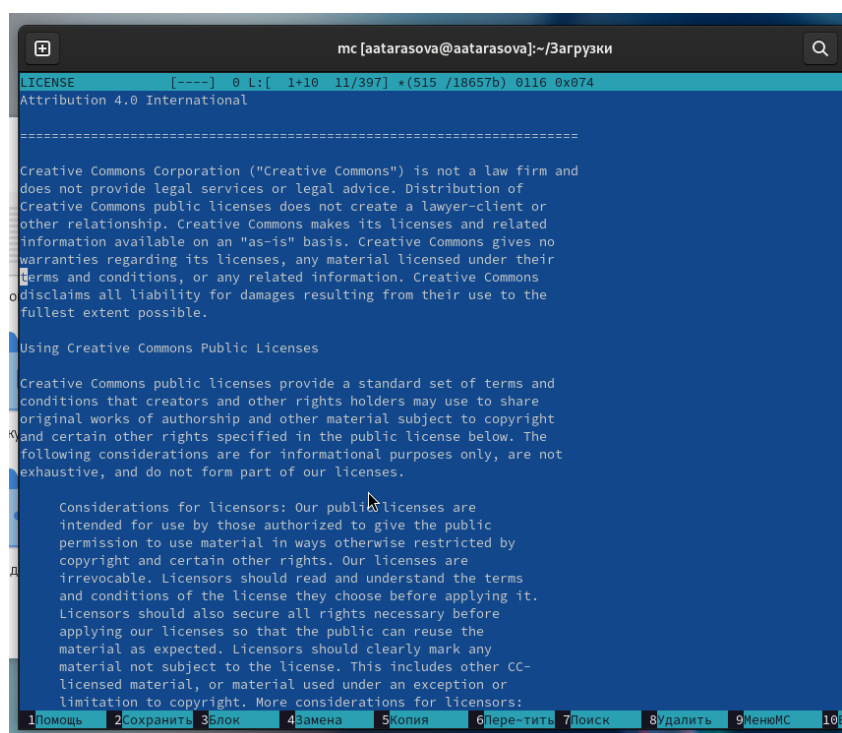 mc [aatarasova@aatarasova]:~/Загрузки
LICENSE [----] 0 L:[ 1+10 11/397] *(515 /18657b) 0116 0x074
Attribution 4.0 International
=======================================================================
Creative Commons Corporation ("Creative Commons") is not a law firm and
does not provide legal services or legal advice. Distribution of
Creative Commons public licenses does not create a lawyer-client or
other relationship. Creative Commons makes its licenses and related
information available on an "as-is" basis. Creative Commons gives no
warranties regarding its licenses, any material licensed under their
terms and conditions, or any related information. Creative Commons
disclaims all liability for damages resulting from their use to the
fullest extent possible.
Using Creative Commons Public Licenses
Creative Commons public licenses provide a standard set of terms and
conditions that creators and other rights holders may use to share
original works of authorship and other material subject to copyright
and certain other rights specified in the public license below. The
following considerations are for informational purposes only, are not
exhaustive, and do not form part of our licenses.
Considerations for licensors: Our public licenses are
intended for use by those authorized to give the public
permission to use material in ways otherwise restricted by
copyright and certain other rights. Our licenses are
irrevocable. Licensors should read and understand the terms
and conditions of the license they choose before applying it.
Licensors should also secure all rights necessary before
applying our licenses so that the public can reuse the
material as expected. Licensors should clearly mark any
material not subject to the license. This includes other CC-
licensed material, or material used under an exception or
limitation to copyright. More considerations for licensors:
1Помощь 2Сохранить 3Блок 4Замена 5Копия 6Пере~тить 7Поиск 8Удалить 9МенюMC 10